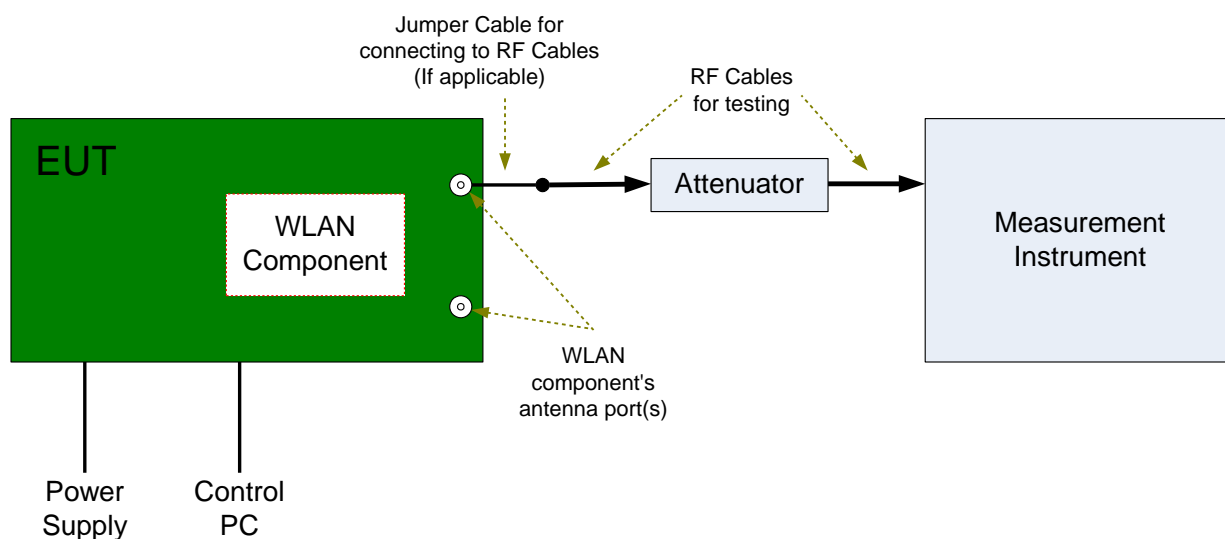 Jumper Cable for
connecting to RF Cables
(If applicable)
RF Cables
for testing
EUT
WLAN
Component
Attenuator
Measurement
Instrument
WLAN
component's
antenna port(s)
Power
Supply
Control
PC